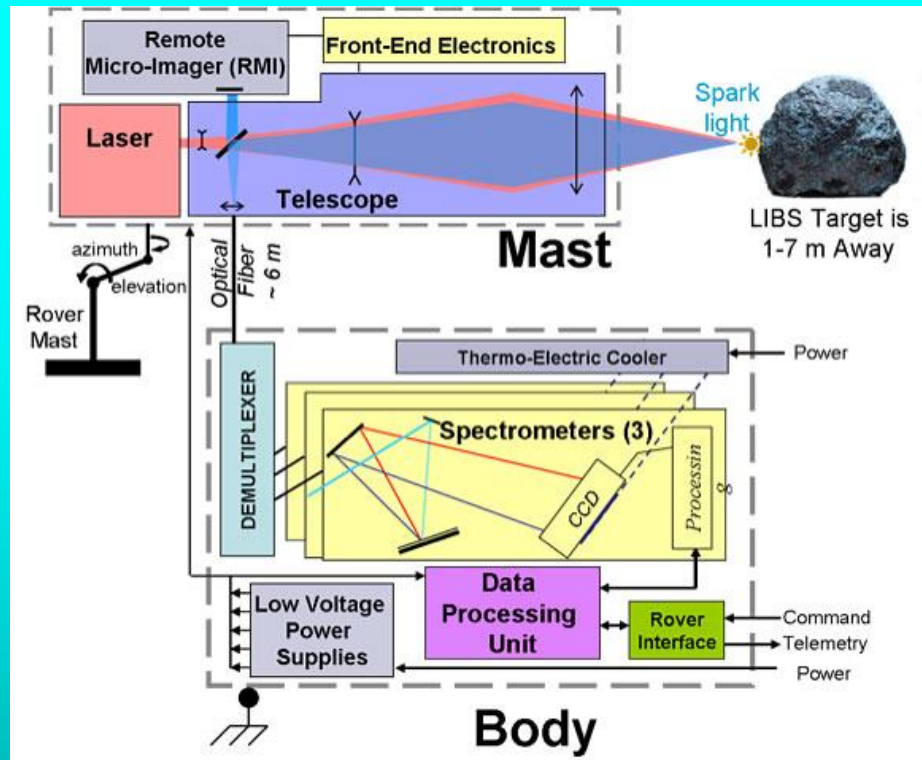 Remote
Micro-Imager (RMI)
Front-End Electronics
Laser
Telescope
Spark
light
LIBS Target is
1-7 m Away
Mast
azimuth
elevation
Rover
Mast
Optical
Fiber
~ 6 m
Thermo-Electric Cooler
Power
DEMULTIPLEXER
Spectrometers (3)
CCD
Processin
g
Low Voltage
Power
Supplies
Data
Processing
Unit
Rover
Interface
Command
Telemetry
Power
Body